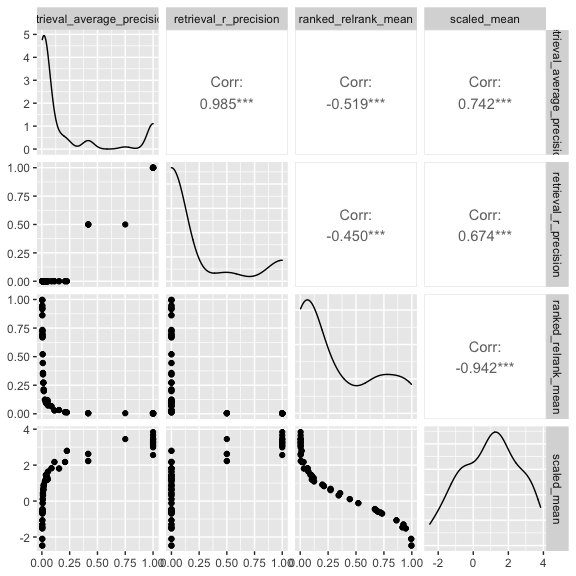 trieval_average_precisio
retrieval_r_precision
ranked_relrank_mean
scaled_mean
5
4
3
2
1
0
Corr:
0.985***
Corr:
-0.519***
Corr:
0.742***
trieval_average_precisio
1.00
0.75
0.50
0.25
0.00
Corr:
-0.450***
Corr:
0.674***
retrieval_r_precision
1.00
0.75
0.50
0.25
0.00
Corr:
-0.942***
ranked_relrank_mean
4
2
0
-2
scaled_mean
0.00 0.25 0.50 0.75 1.00
0.00 0.25 0.50 0.75 1.00
0.00 0.25 0.50 0.75 1.00
-2 0 2 4